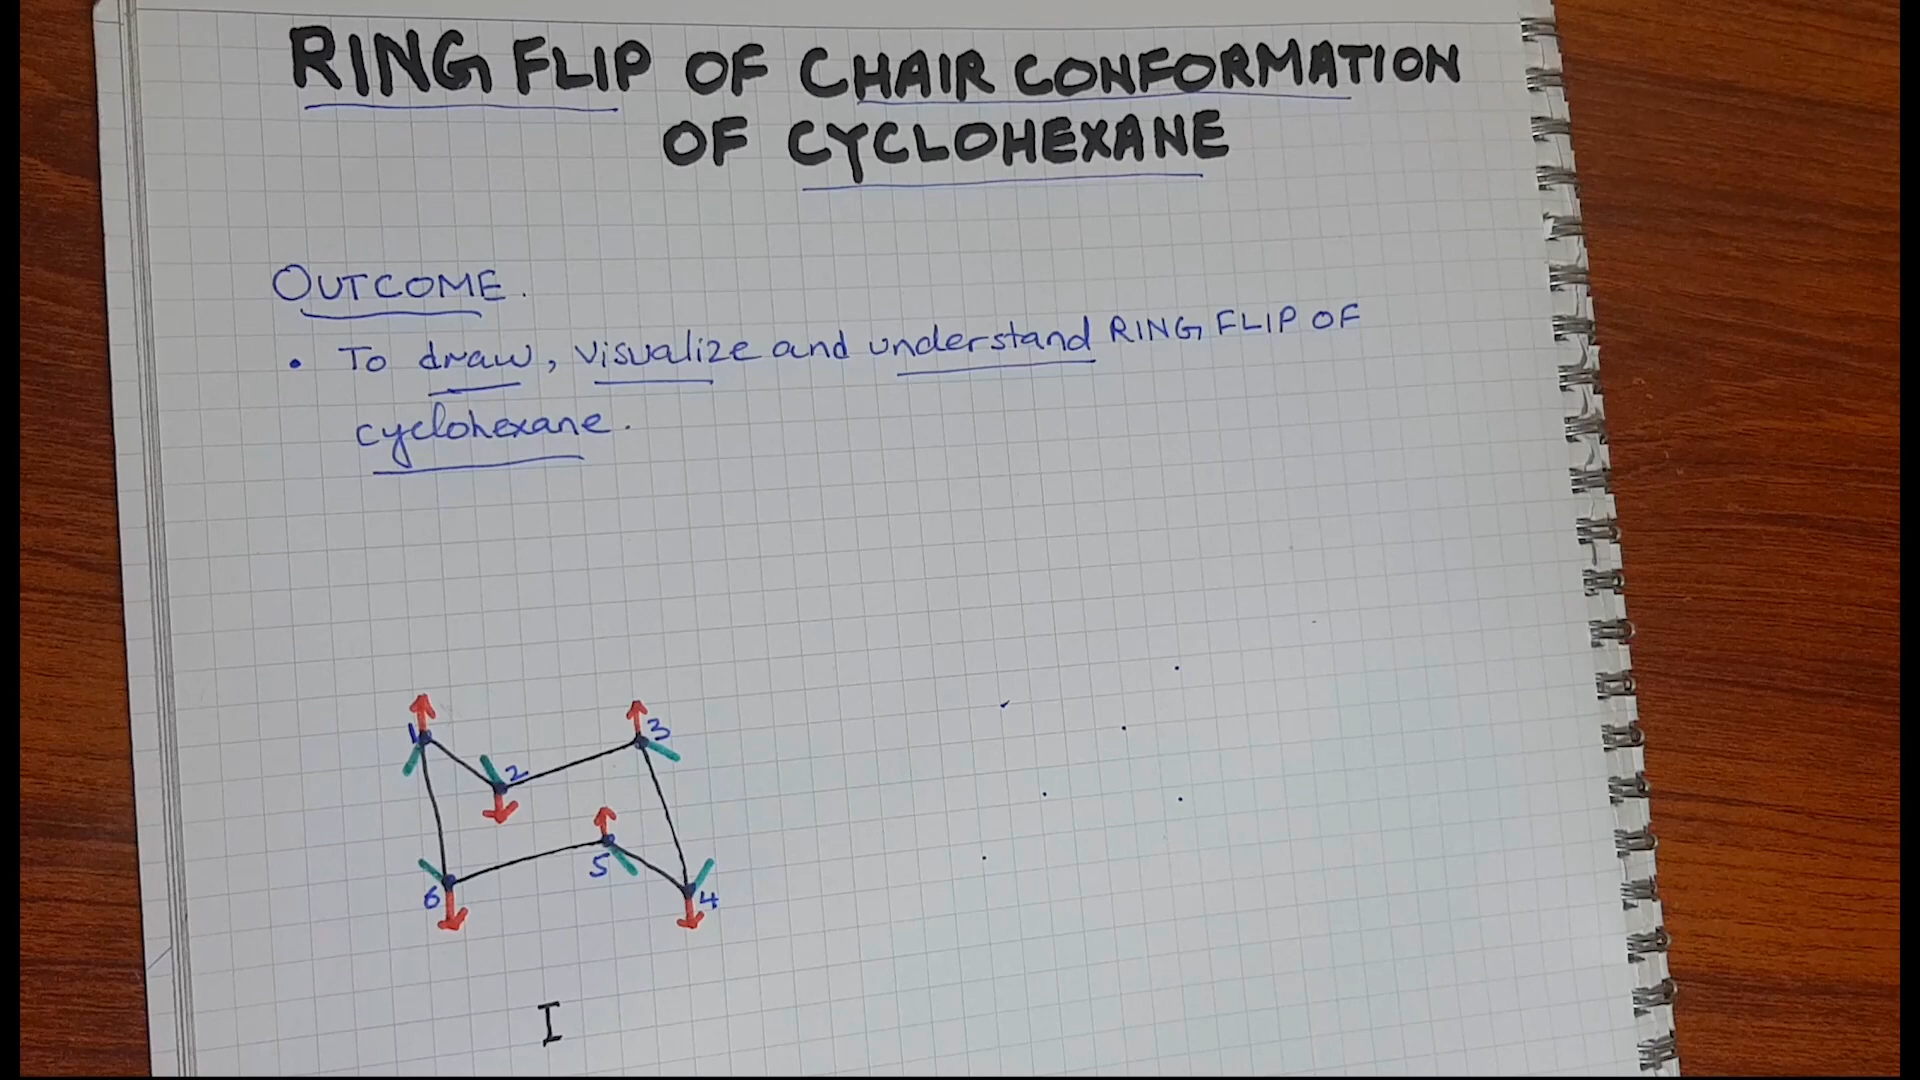 RING FLIP OF CHAIR CONFORMATION
OF CYCLOHEXANE
OUTCOME.
• To draw, visualize and understand RING FLIP OF
cyclohexane.
1
3
2
5
6
4
I